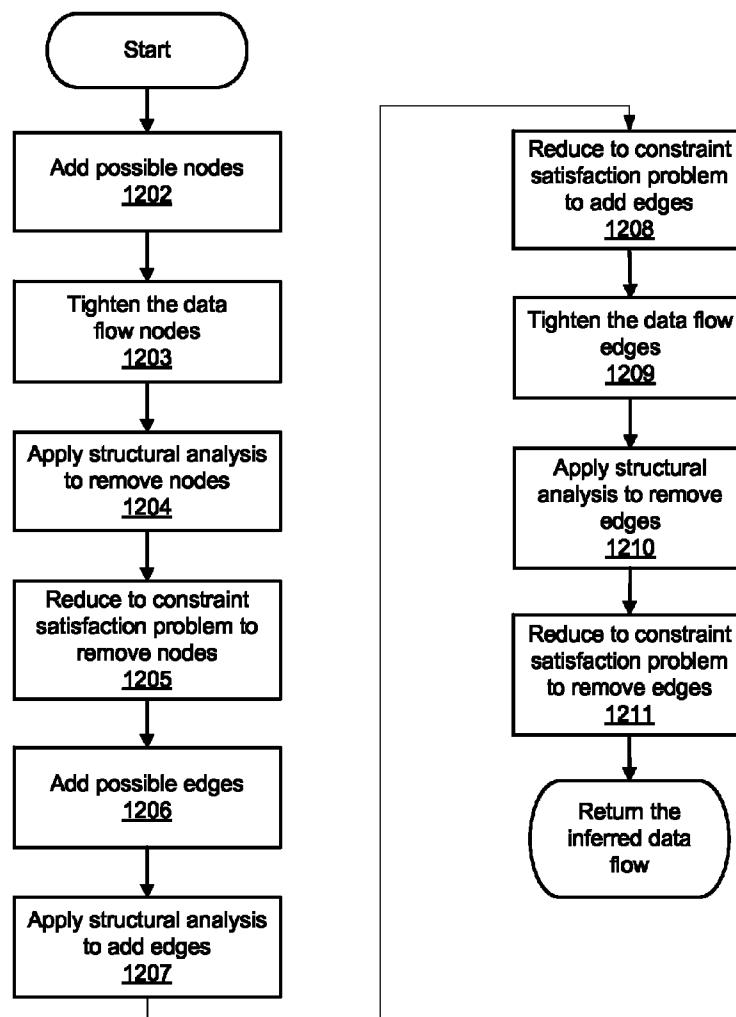 Start
Add possible nodes
1202
Tighten the data
flow nodes
1203
Apply structural analysis
to remove nodes
1204
Reduce to constraint
satisfaction problem to
remove nodes
1205
Add possible edges
1206
Apply structural analysis
to add edges
1207
Reduce to constraint
satisfaction problem
to add edges
1208
Tighten the data flow
edges
1209
Apply structural
analysis to remove
edges
1210
Reduce to constraint
satisfaction problem
to remove edges
1211
Return the
inferred data
flow